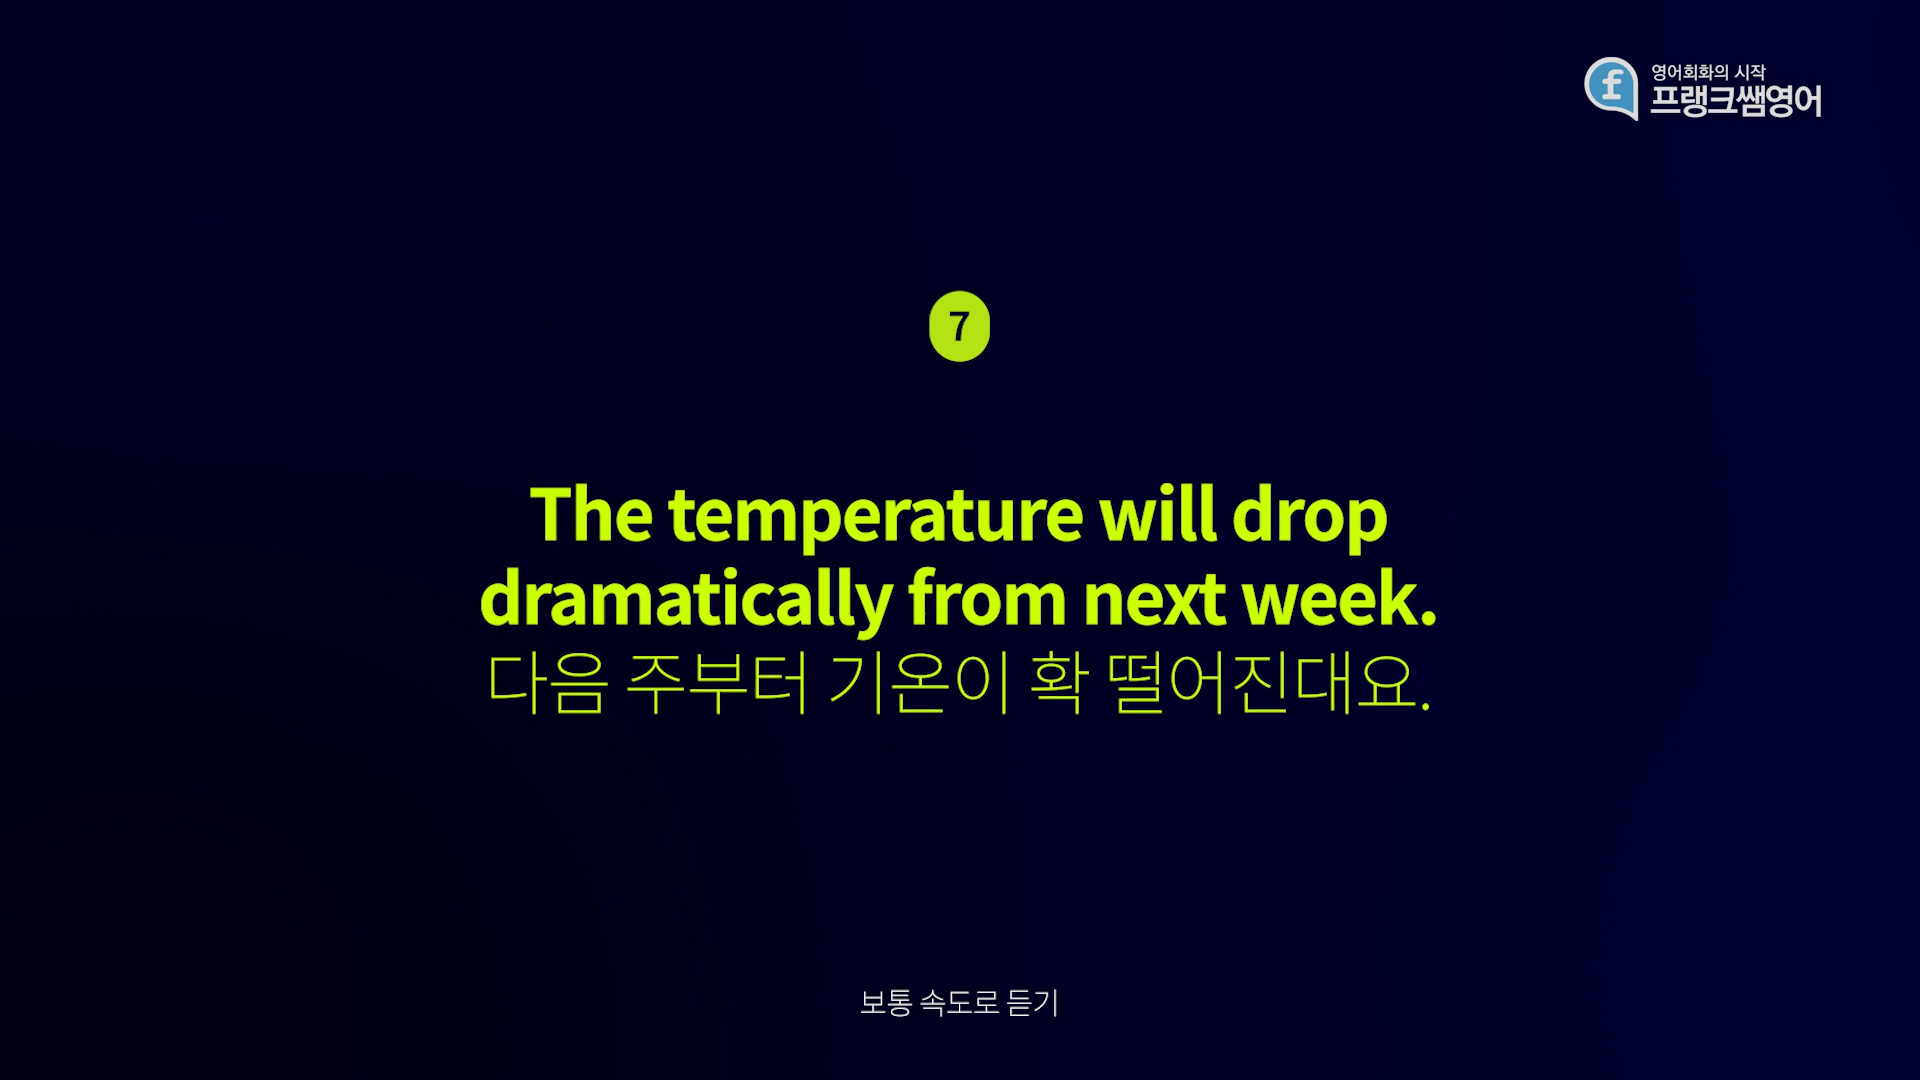 영어회화의 시작
프랭크쌤영어
7
The temperature will drop
dramatically from next week.
다음 주부터 기온이 확 떨어진대요.
보통 속도로 듣기